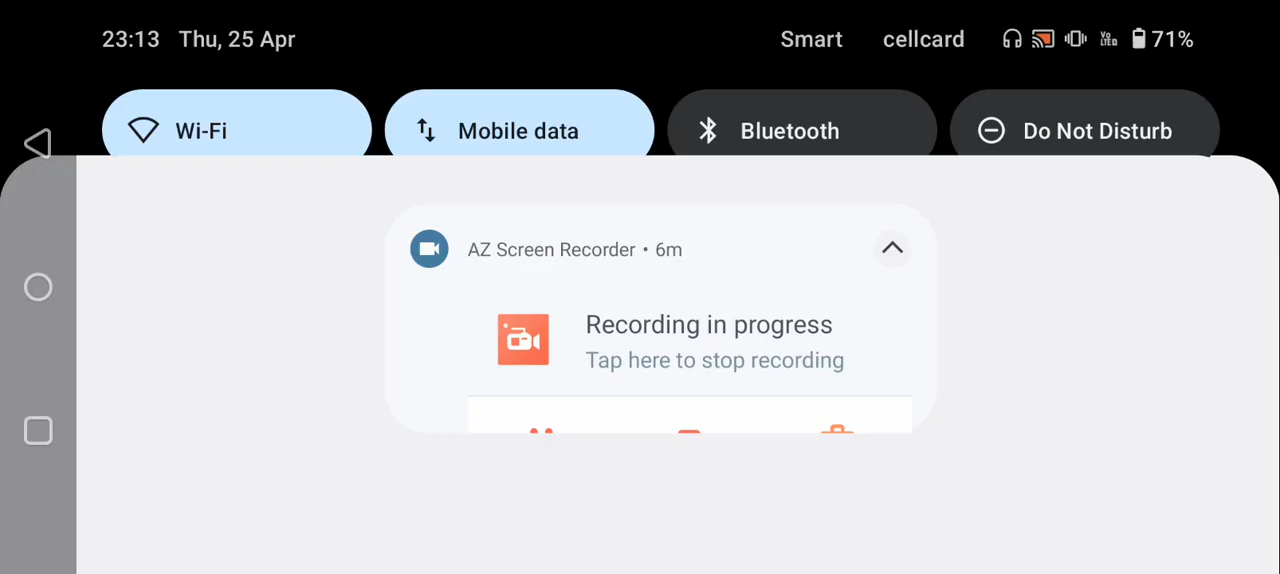 23:13 Thu, 25 Apr Smart cellcard VoLTED 71%
Wi-Fi Mobile data Bluetooth Do Not Disturb
AZ Screen Recorder • 6m
Recording in progress
Tap here to stop recording